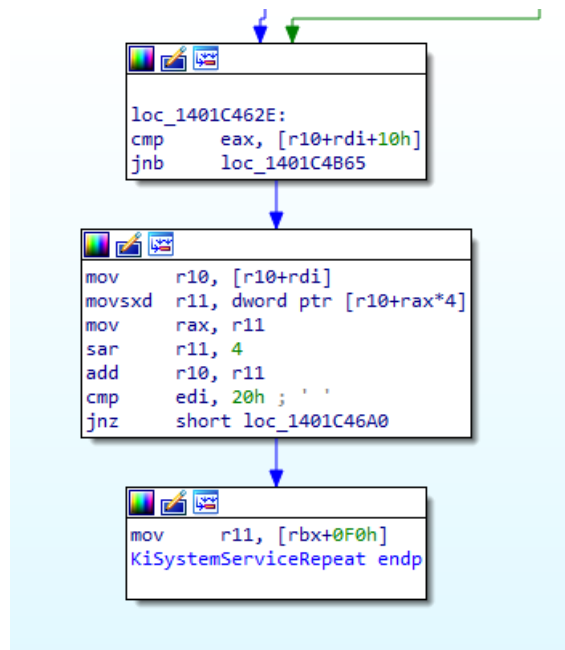 loc_1401C462E:
cmp eax, [r10+rdi+10h]
jnb loc_1401C4B65
mov r10, [r10+rdi]
movsxd r11, dword ptr [r10+rax*4]
mov rax, r11
sar r11, 4
add r10, r11
cmp edi, 20h ; ' '
jnz short loc_1401C46A0
mov r11, [rbx+0F0h]
KiSystemServiceRepeat endp